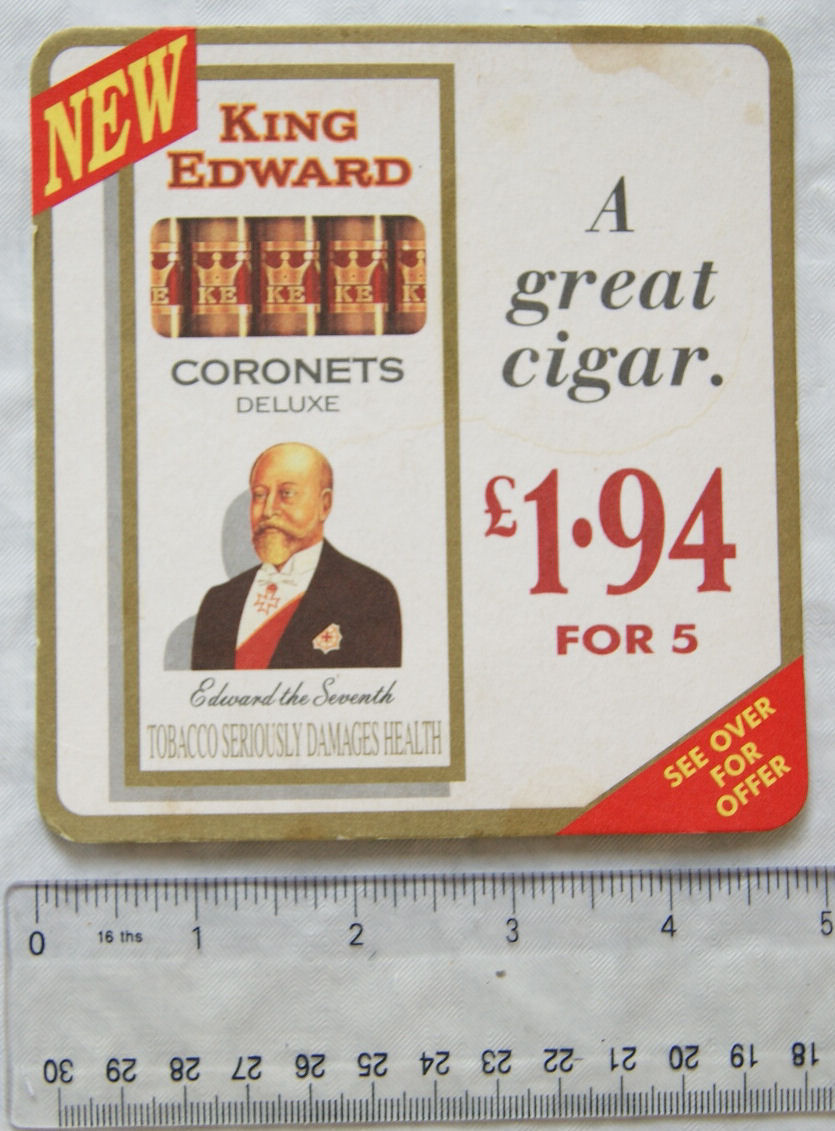 NEW
KING
EDWARD
E KE KE KE K
CORONETS
DELUXE
Edward the Seventh
TOBACCO SERIOUSLY DAMAGES HEALTH
A
great
cigar.
£1·94
FOR 5
SEE OVER
FOR
OFFER
0 16 ths 1 2 3 4 5
30 29 28 27 26 25 24 23 22 21 20 19 18